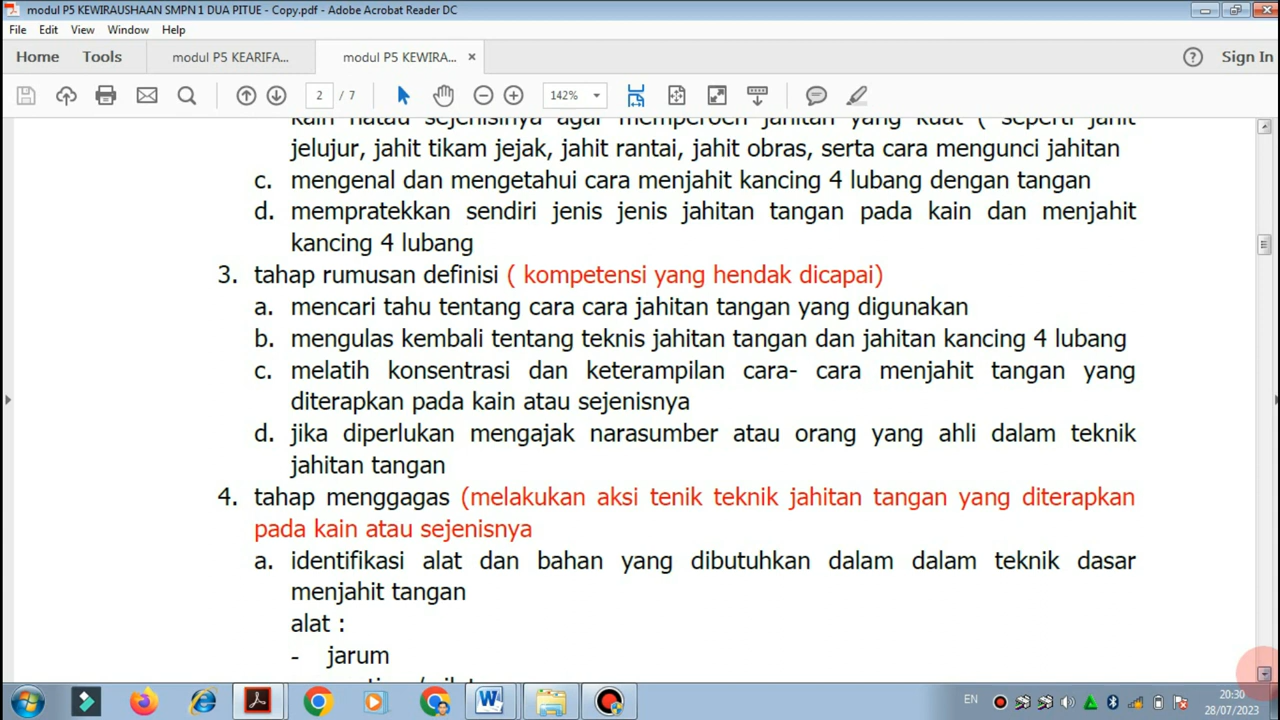 modul P5 KEWIRAUSHAAN SMPN 1 DUA PITUE - Copy.pdf - Adobe Acrobat Reader DC
File Edit View Window Help
Home Tools modul P5 KEARIFA... modul P5 KEWIRA... × Sign In
2 / 7 142%
jelujur, jahit tikam jejak, jahit rantai, jahit obras, serta cara mengunci jahitan
c. mengenal dan mengetahui cara menjahit kancing 4 lubang dengan tangan
d. mempratekkan sendiri jenis jenis jahitan tangan pada kain dan menjahit
kancing 4 lubang
3. tahap rumusan definisi ( kompetensi yang hendak dicapai)
a. mencari tahu tentang cara cara jahitan tangan yang digunakan
b. mengulas kembali tentang teknis jahitan tangan dan jahitan kancing 4 lubang
c. melatih konsentrasi dan keterampilan cara- cara menjahit tangan yang
diterapkan pada kain atau sejenisnya
d. jika diperlukan mengajak narasumber atau orang yang ahli dalam teknik
jahitan tangan
4. tahap menggagas (melakukan aksi tenik teknik jahitan tangan yang diterapkan
pada kain atau sejenisnya
a. identifikasi alat dan bahan yang dibutuhkan dalam dalam teknik dasar
menjahit tangan
alat :
- jarum
EN 20:30
28/07/2023